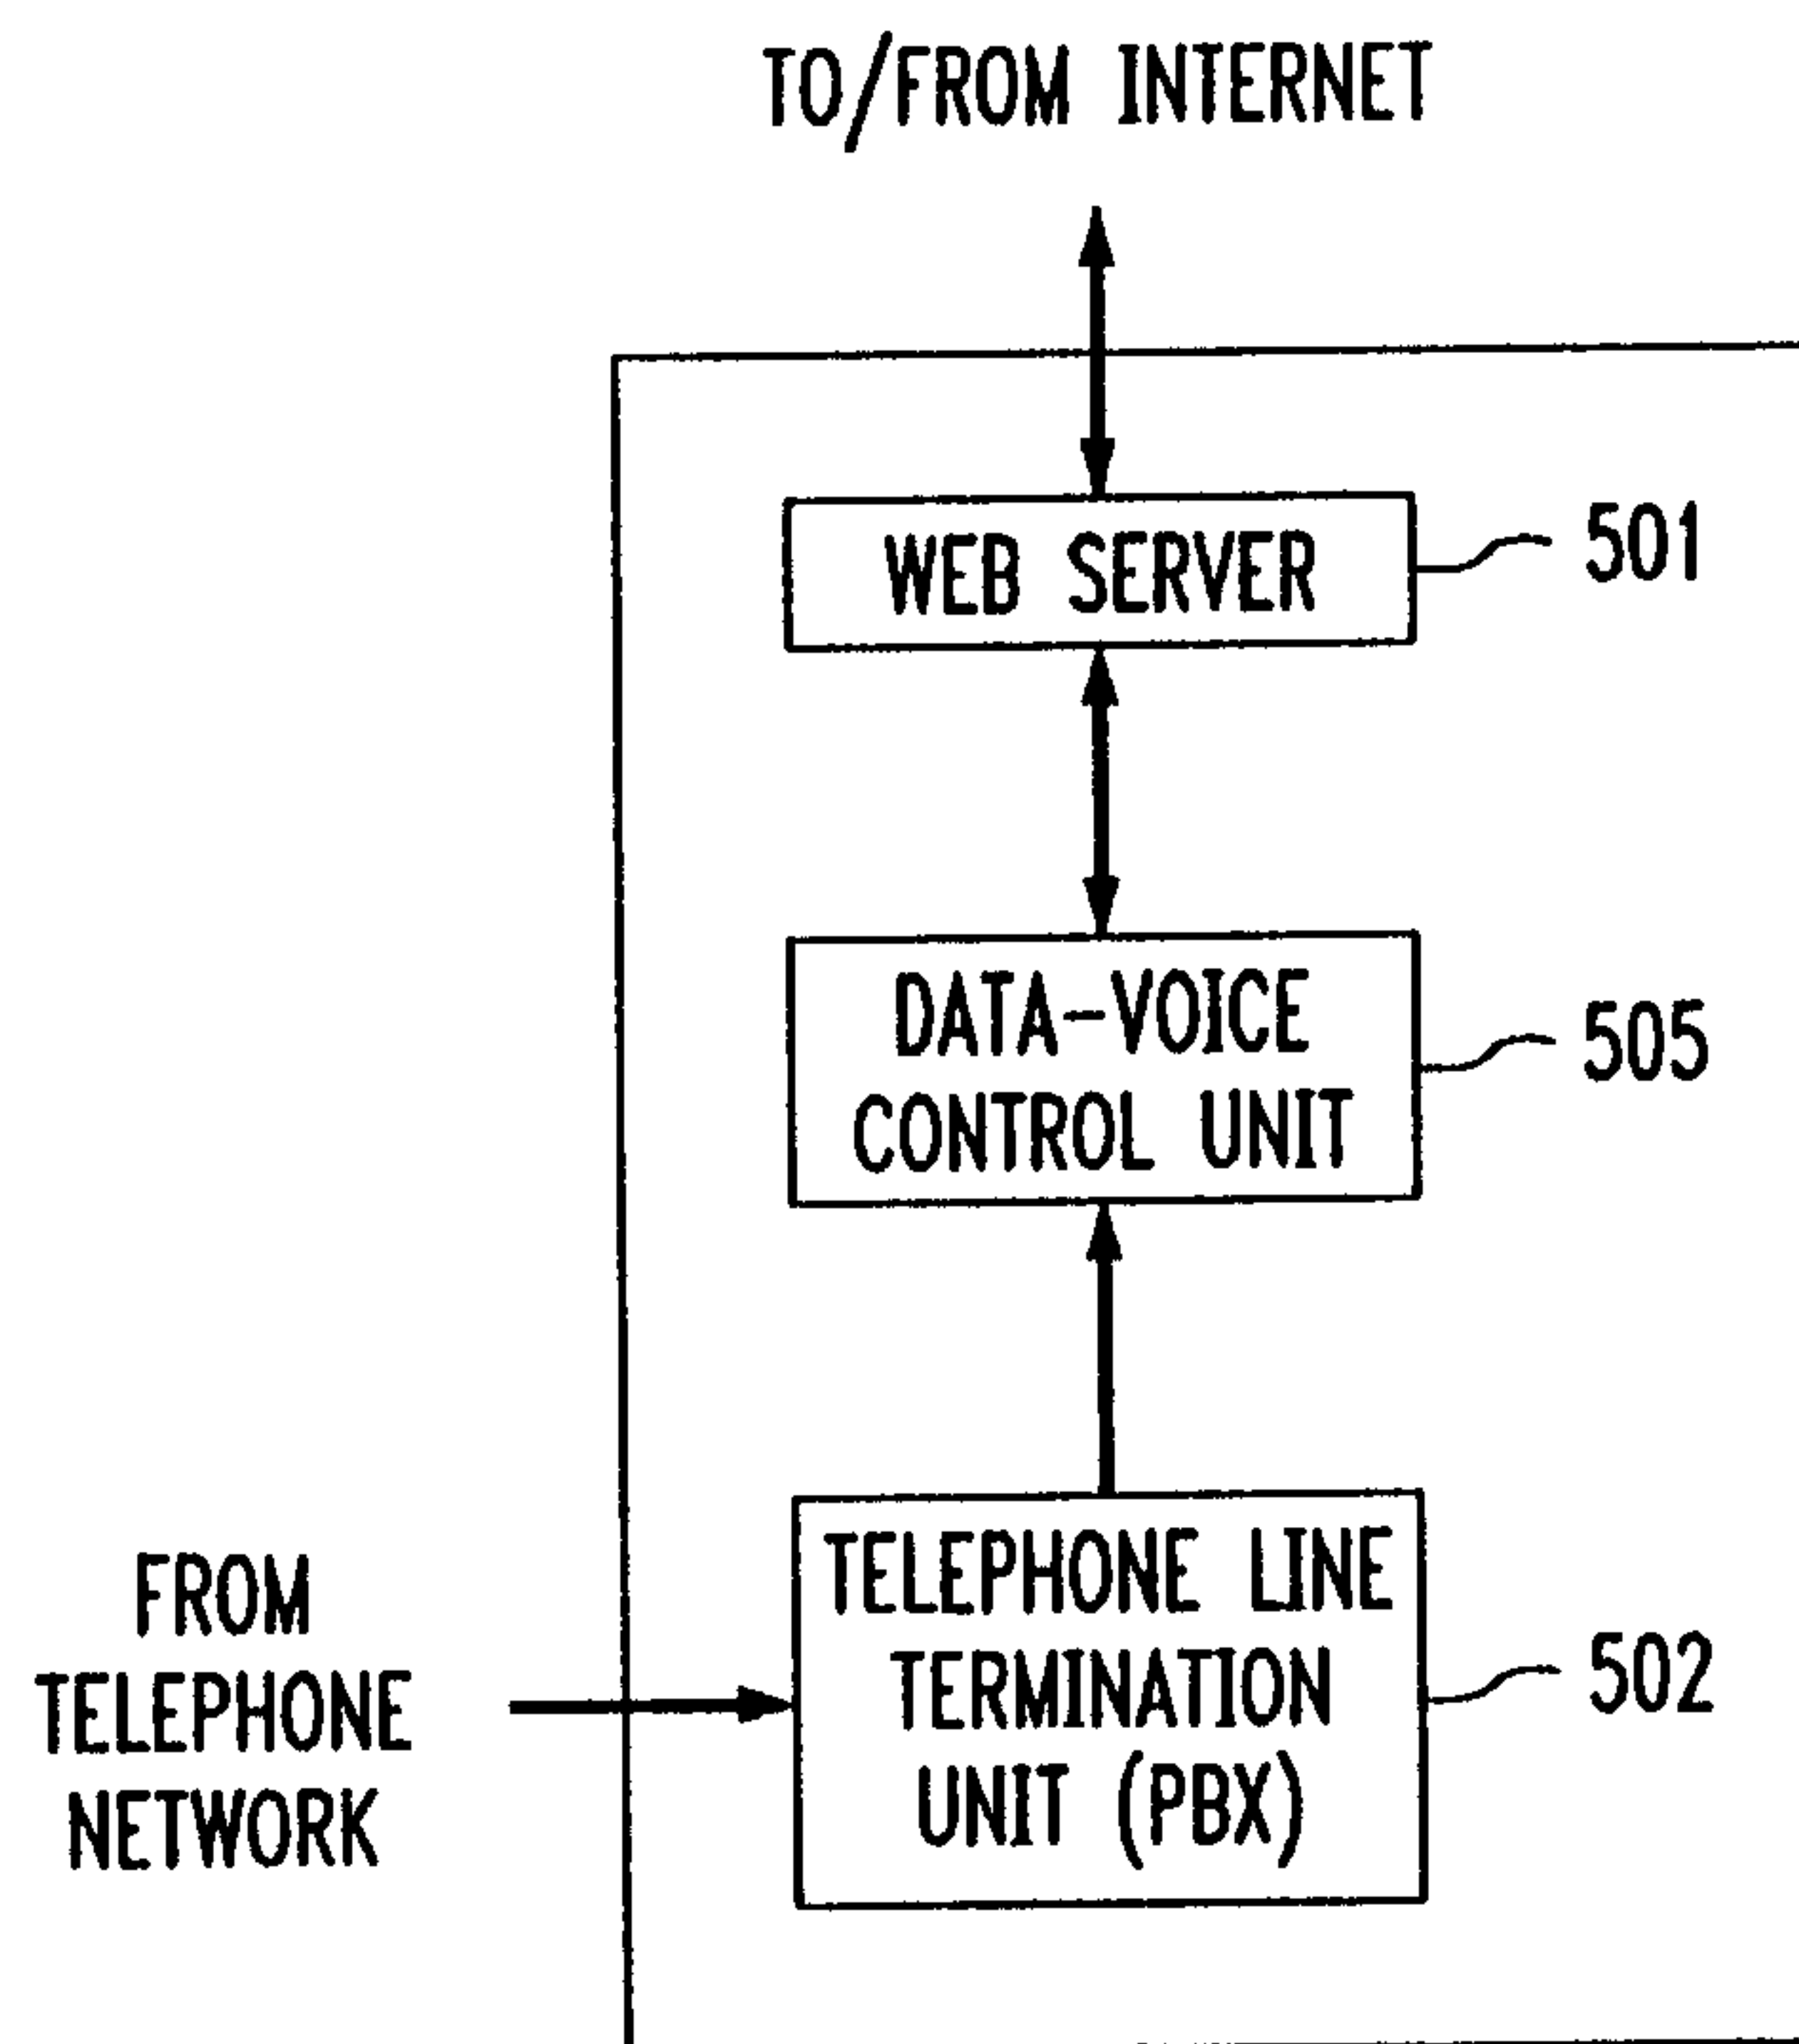 TO/FROM INTERNET
WEB SERVER
501
DATA-VOICE
CONTROL UNIT
505
FROM
TELEPHONE
NETWORK
TELEPHONE LINE
TERMINATION
UNIT (PBX)
502